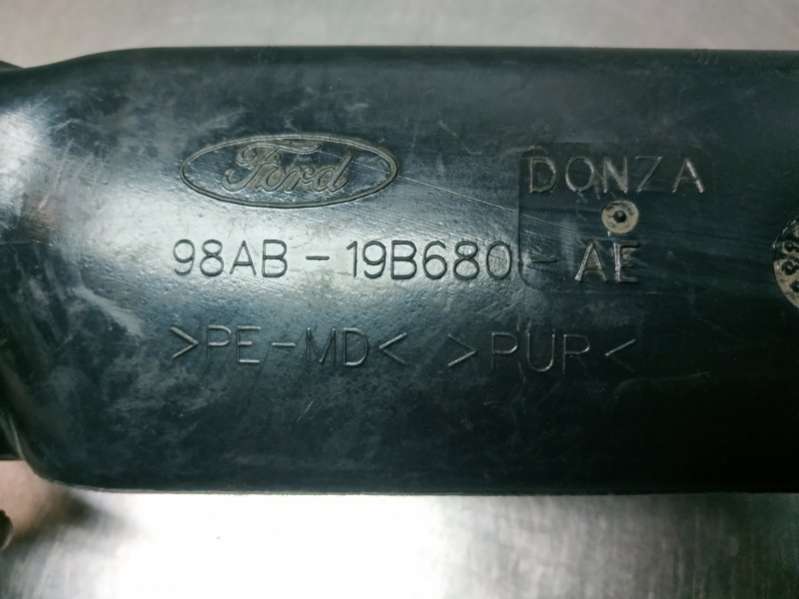 Ford
DONZA
98AB-19B680-AE
>PE-MD< >PUR<